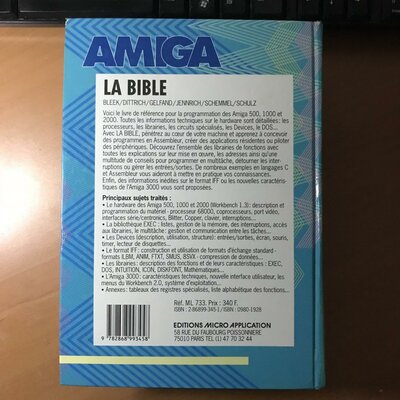 AMIGA
LA BIBLE
BLEEK/DITTRICH/GELFAND/JENNRICH/SCHEMMEL/SCHULZ
Voici le livre de référence pour la programmation des Amiga 500, 1000 et
2000. Toutes les informations techniques sur le hardware sont détaillées: les
processeurs, les librairies, les circuits spécialisés, les Devices, le DOS...
Avec LA BIBLE, pénétrez au cœur de votre machine et apprenez à concevoir
des programmes en Assembleur, créer des applications résidentes ou piloter
des périphériques. Découvrez l'ensemble des librairies de fonctions avec
toutes les explications sur leur mise en œuvre, les adresses ainsi qu'une
multitude de conseils pour programmer en multitâche, détourner les inter-
ruptions ou gérer les entrées/sorties. De nombreux exemples en langages C
et Assembleur vous aideront à mettre en pratique vos connaissances.
Enfin, des informations inédites sur le format IFF ou les nouvelles caractéris-
tiques de l'Amiga 3000 vous sont proposées.
Principaux sujets traités :
• Le hardware des Amiga 500, 1000 et 2000 (Workbench 1.3): description et
programmation du matériel - processeur 68000, coprocesseurs, port vidéo,
interfaces série/centronics, Blitter, Copper, clavier, interruptions...
• La bibliothèque EXEC : listes, gestion de la mémoire, des interruptions, accès
aux librairies, le multitâche: gestion et communication entre les tâches...
• Les Devices (description, utilisation, structure) : entrées/sorties, écran, souris,
timer, lecteur de disquettes...
• Le format IFF : construction et utilisation de formats d'échange standard -
formats ILBM, ANIM, FTXT, SMUS, 8SVX - compression de données...
• Les librairies : description des fonctions et de leurs caractéristiques : EXEC,
DOS, INTUITION, ICON, DISKFONT, Mathématiques...
• L'Amiga 3000 : caractéristiques techniques, nouvelle interface utilisateur, les
menus du Workbench 2.0, système d'exploitation...
• Annexes : tableaux des registres spécialisés, liste alphabétique des fonctions...
Réf. ML 733. Prix : 340 F.
ISBN : 2-86899-345-1 / ISBN : 0980-1928
EDITIONS MICRO APPLICATION
58 RUE DU FAUBOURG POISSONNIERE
75010 PARIS Tél. (1) 47 70 32 44
9 782868 993458